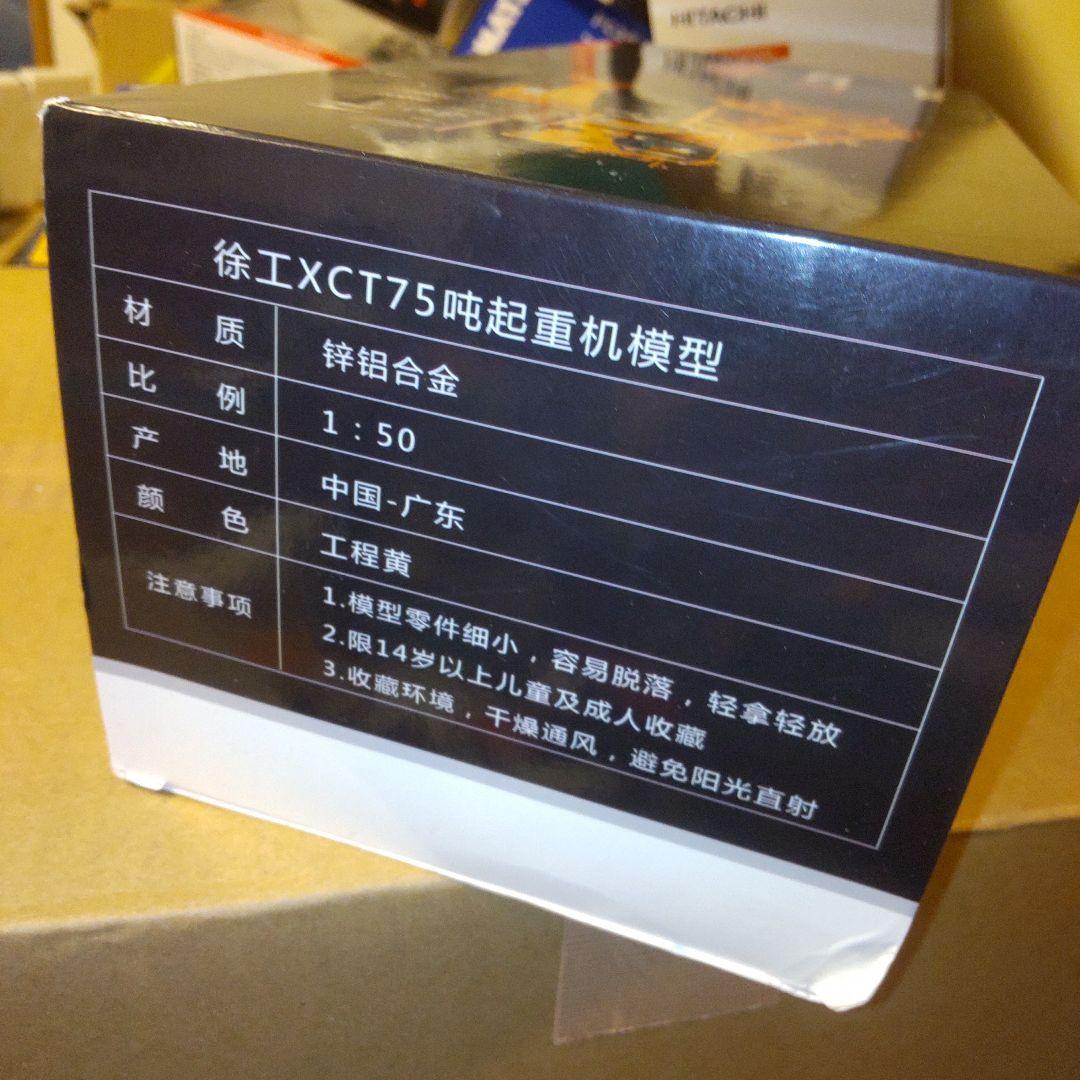 HITACHI
徐工XCT75吨起重机模型
材 质 锌铝合金
比 例 1：50
产 地 中国-广东
颜 色 工程黄
注意事项
1.模型零件细小，容易脱落，轻拿轻放
2.限14岁以上儿童及成人收藏
3.收藏环境，干燥通风，避免阳光直射